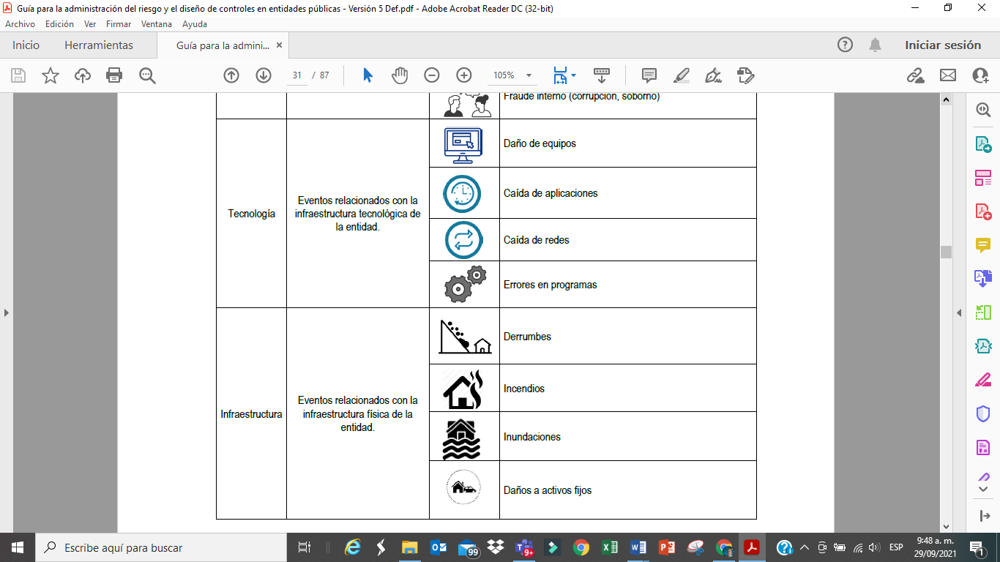 Guía para la administración del riesgo y el diseño de controles en entidades públicas - Versión 5 Def.pdf - Adobe Acrobat Reader DC (32-bit)
Archivo Edición Ver Firmar Ventana Ayuda
Inicio Herramientas Guía para la admini... × Iniciar sesión
31 / 87 105%
Fraude interno (corrupción, soborno)
Tecnología
Eventos relacionados con la
infraestructura tecnológica de
la entidad.
Daño de equipos
Caída de aplicaciones
Caída de redes
Errores en programas
Infraestructura
Eventos relacionados con la
infraestructura física de la
entidad.
Derrumbes
Incendios
Inundaciones
Daños a activos fijos
Escribe aquí para buscar
99
9+
ESP
9:48 a. m.
29/09/2021
1